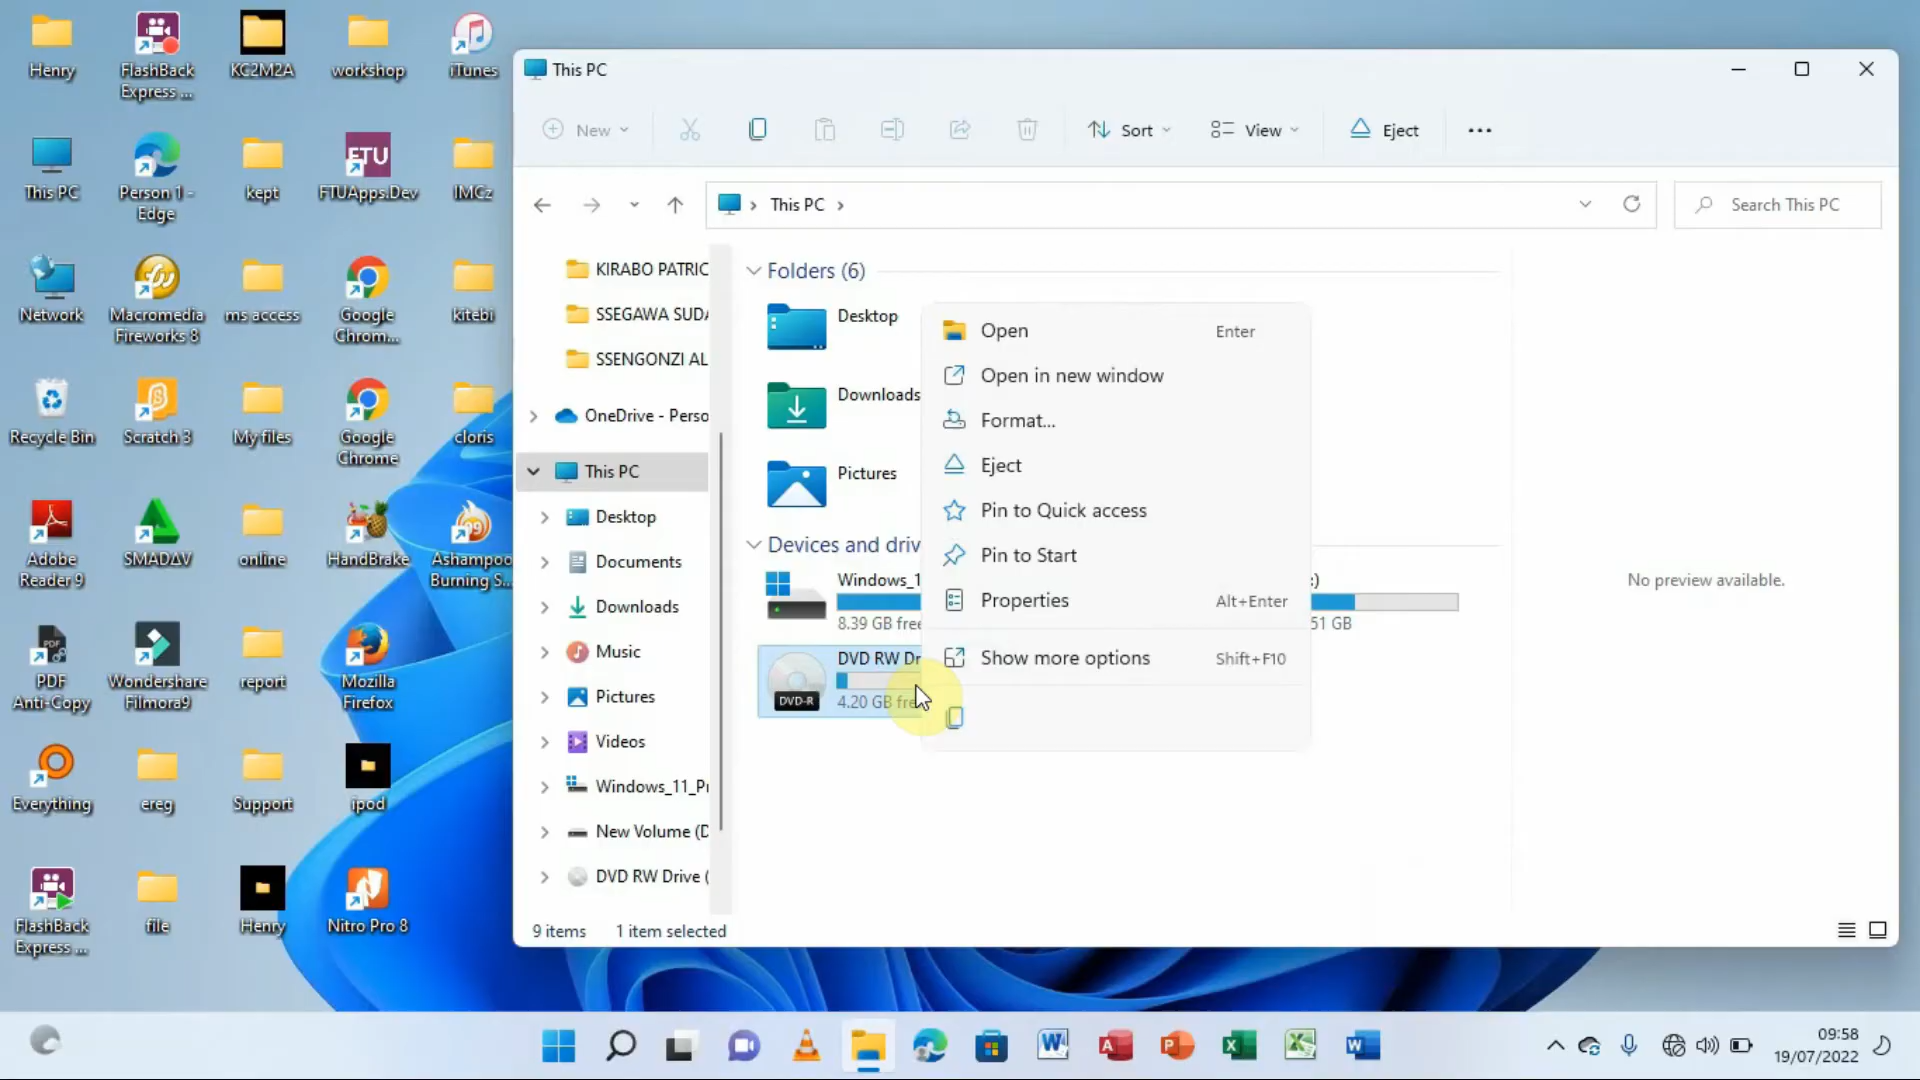 Henry
FlashBack
Express ...
KC2M2A
workshop
iTunes
This PC
Person 1 -
Edge
kept
FTU
FTUApps.Dev
IMCz
Network
Macromedia
Fireworks 8
ms access
Google
Chrom...
kitebi
Recycle Bin
Scratch 3
My files
Google
Chrome
cloris
Adobe
Reader 9
SMADΔV
online
HandBrake
Ashampoo
Burning S...
PDF
PDF
Anti-Copy
Wondershare
Filmora9
report
Mozilla
Firefox
Everything
ereg
Support
ipod
FlashBack
Express ...
file
Henry
Nitro Pro 8
This PC
New
Sort
View
Eject
This PC
Search This PC
KIRABO PATRIC
SSEGAWA SUDA
SSENGONZI AL
OneDrive - Perso
This PC
Desktop
Documents
Downloads
Music
Pictures
Videos
Windows_11_Pr
New Volume (D
DVD RW Drive (
Folders (6)
Desktop
Downloads
Pictures
Devices and driv
Windows_1
8.39 GB free
:)
51 GB
DVD RW Dr
DVD-R
4.20 GB fre
Open Enter
Open in new window
Format...
Eject
Pin to Quick access
Pin to Start
Properties Alt+Enter
Show more options Shift+F10
No preview available.
9 items 1 item selected
09:58
19/07/2022